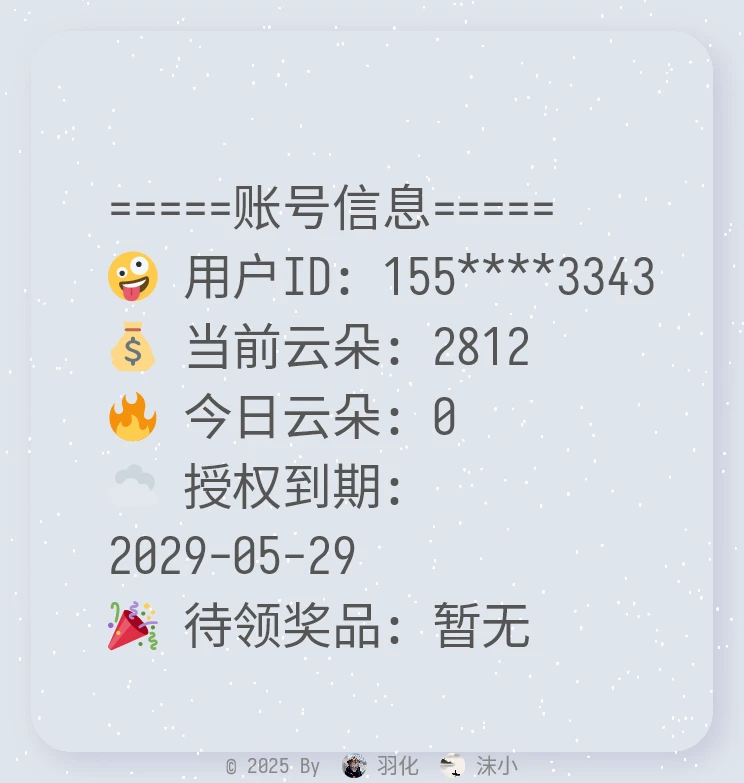 =====账号信息=====
🤪 用户ID: 155****3343
💰 当前云朵: 2812
🔥 今日云朵: 0
☁️ 授权到期:
2029-05-29
🎉 待领奖品: 暂无
© 2025 By 羽化 沫小